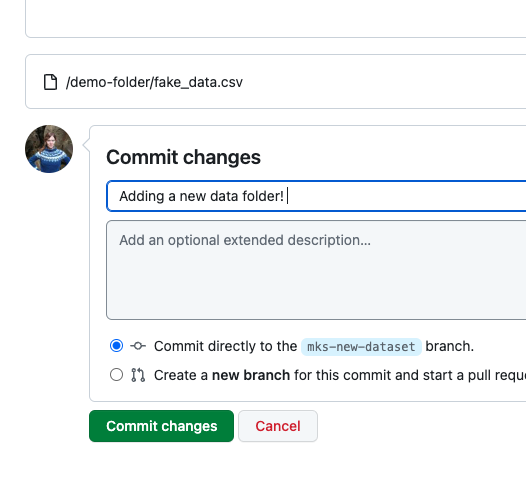 /demo-folder/fake_data.csv
Commit changes
Adding a new data folder!
Add an optional extended description...
Commit directly to the mks-new-dataset branch.
Create a new branch for this commit and start a pull requ
Commit changes
Cancel